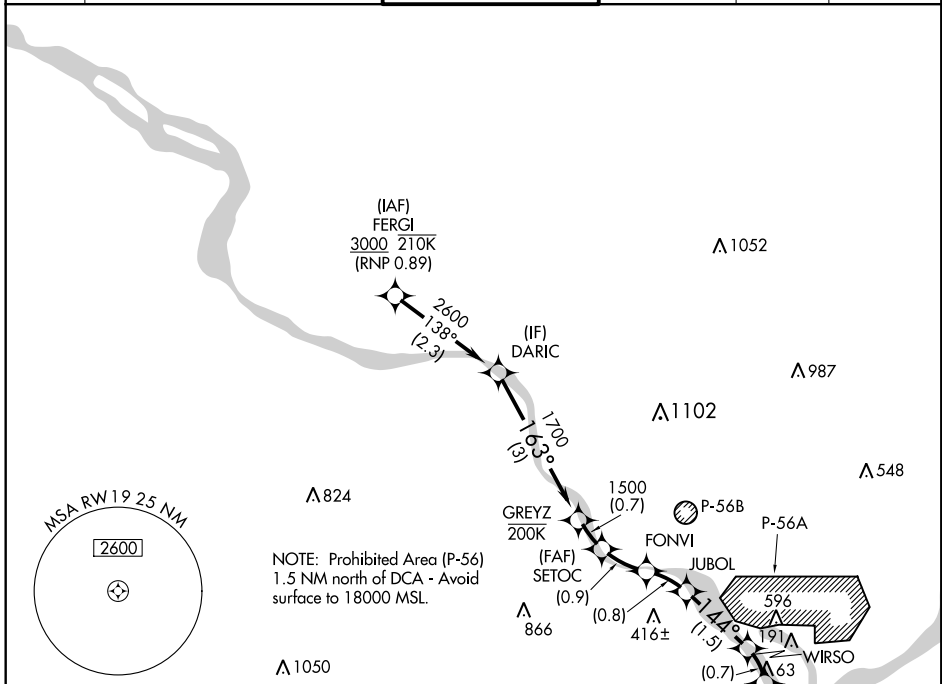 (IAF)
FERGI
3000 210K
(RNP 0.89)
1052
2600
138°
(2.3)
(IF)
DARIC
987
1102
1700
163°
(3)
548
824
MSA RW19 25 NM
2600
1500
(0.7)
P-56B
GREYZ
200K
P-56A
NOTE: Prohibited Area (P-56)
1.5 NM north of DCA - Avoid
surface to 18000 MSL.
FONVI
(FAF)
SETOC
JUBOL
(0.9)
(0.8)
866
416±
144°
(1.5)
596
191
WIRSO
1050
(0.7)
63